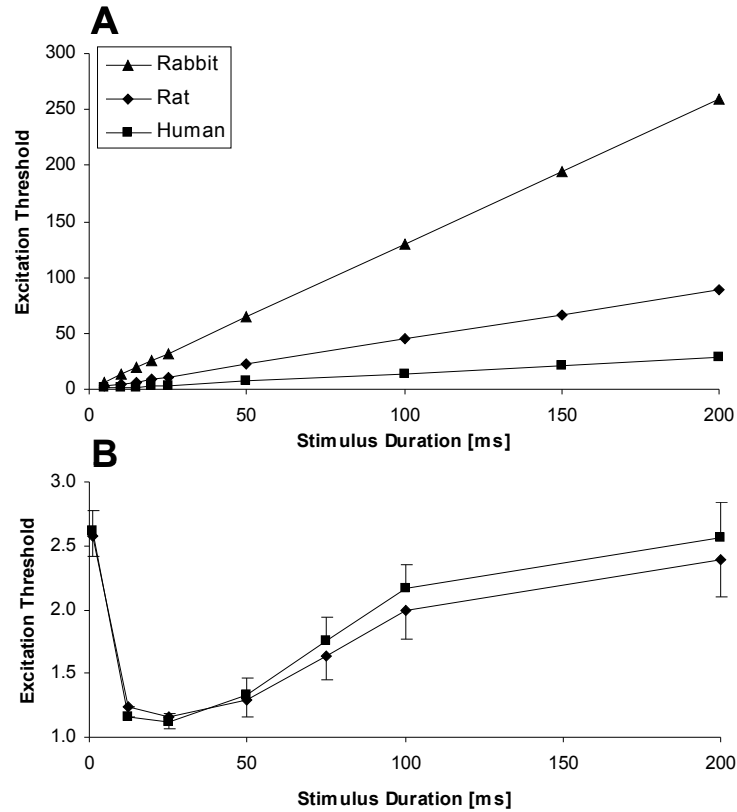 A
300
250
200
150
100
50
0
Rabbit
Rat
Human
Excitation Threshold
0 50 100 150 200
Stimulus Duration [ms]
B
3.0
2.5
2.0
1.5
1.0
Excitation Threshold
0 50 100 150 200
Stimulus Duration [ms]